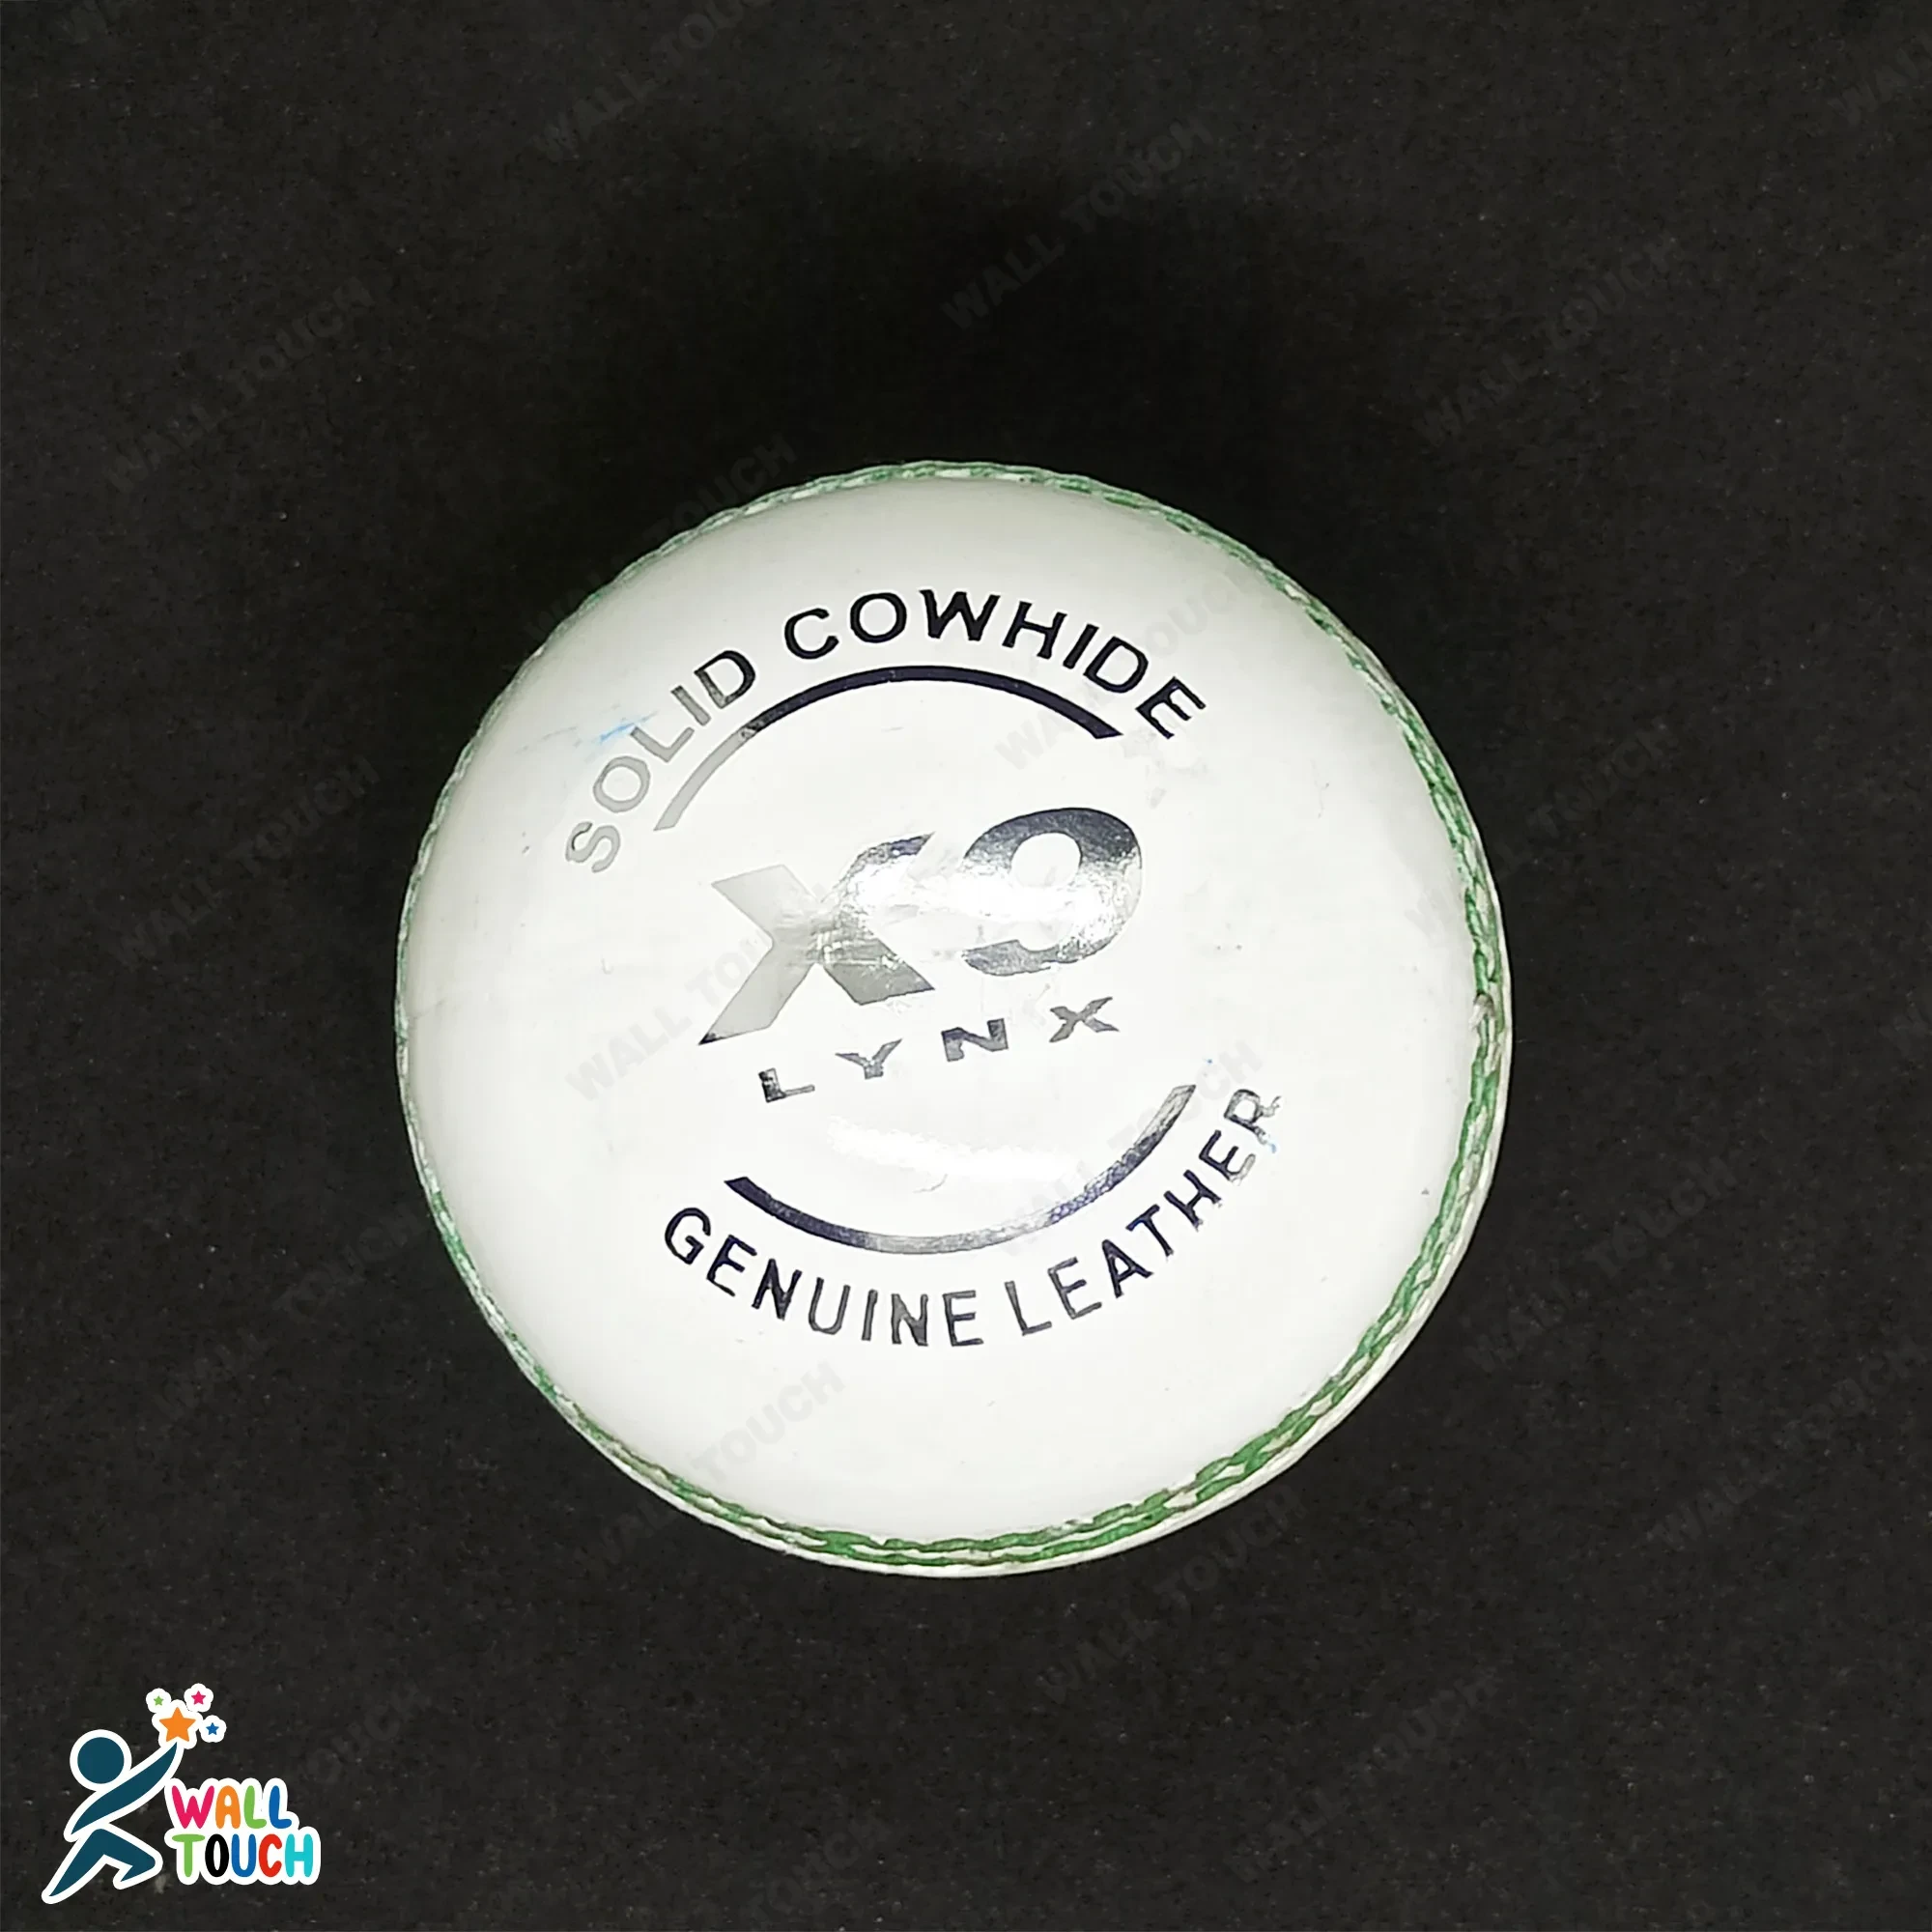 SOLID COWHIDE
X9
LYNX
GENUINE LEATHER
WALL
TOUCH